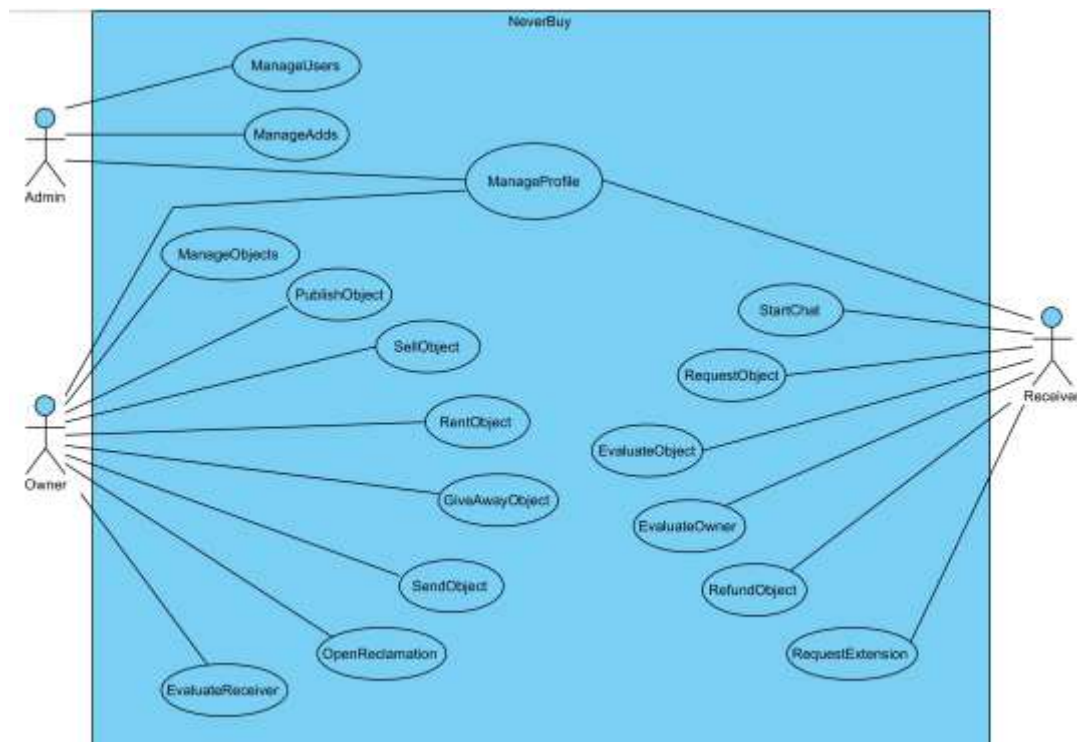 NeverBuy
ManageUsers
ManageAdds
Admin
ManageProfile
ManageObjects
PublishObject
StartChat
SellObject
RequestObject
Receiver
RentObject
EvaluateObject
Owner
GiveAwayObject
EvaluateOwner
SendObject
RefundObject
OpenReclamation
RequestExtension
EvaluateReceiver